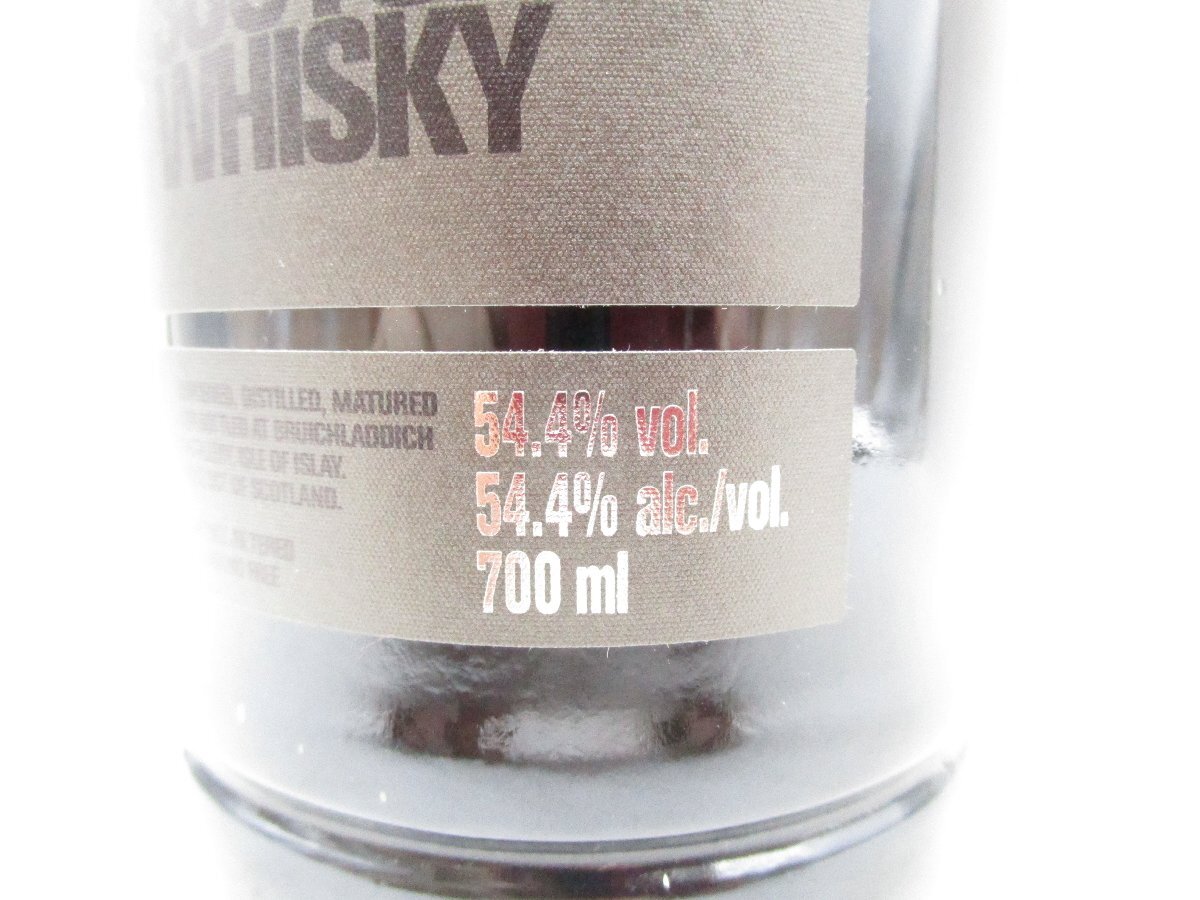 WHISKY
DISTILLED, MATURED
AT BRUICHLADDICH
ISLE OF ISLAY.
OF SCOTLAND.
54.4% vol.
54.4% alc./vol.
700 ml